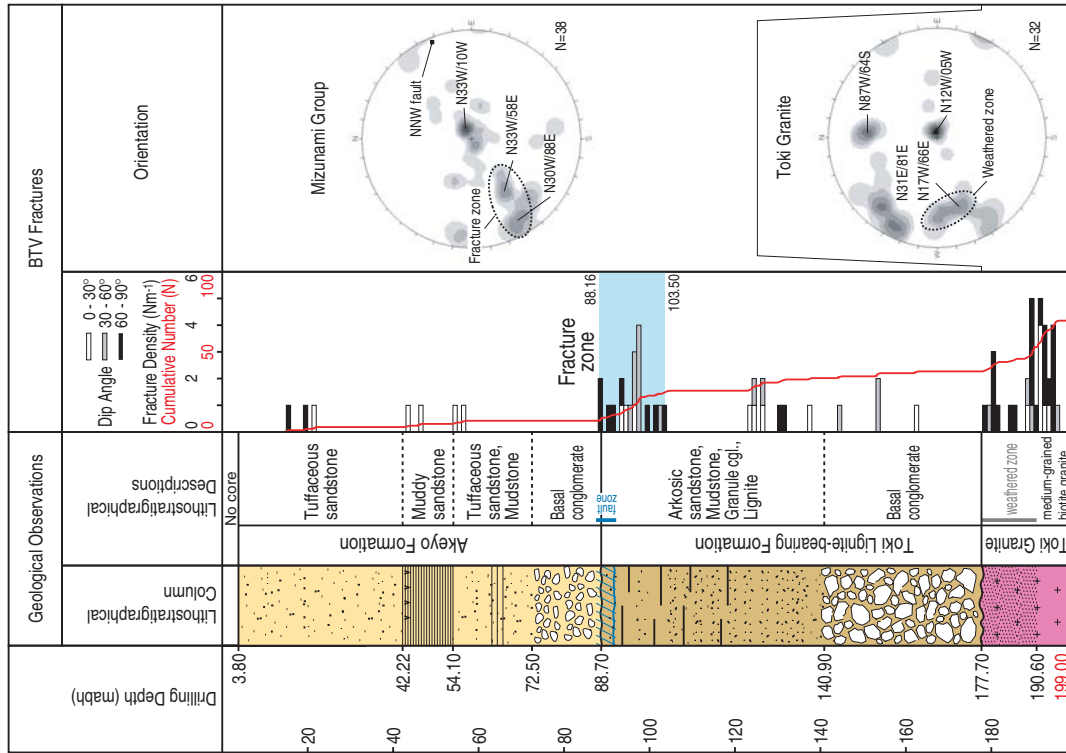 BTV Fractures
Geological Observations
Orientation
Dip Angle
0 - 30°
30 - 60°
60 - 90°
Fracture Density (Nm⁻¹)
0 2 4 6
Cumulative Number (N)
0 50 100
Lithostratigraphical
Descriptions
Lithostratigraphical
Column
Drilling Depth (mabh)
3.80
20
42.22
40
54.10
60
72.50
80
88.70
100
120
140.90
140
160
177.70
180
190.60
199.00
No core
Tuffaceous
sandstone
Muddy
sandstone
Tuffaceous
sandstone,
Mudstone
Basal
conglomerate
fault
zone
Arkosic
sandstone,
Mudstone,
Granule cgl.,
Lignite
Basal
conglomerate
weathered zone
medium-grained
biotite granite
Akeyo Formation
Toki Lignite-bearing Formation
Toki Granite
Fracture
zone
88.16
103.50
Mizunami Group
N
E
S
NNW fault
N33W/10W
N33W/58E
N30W/88E
Fracture zone
N=38
Toki Granite
N
E
S
W
N87W/64S
N12W/05W
N31E/81E
N17W/66E
Weathered zone
N=32